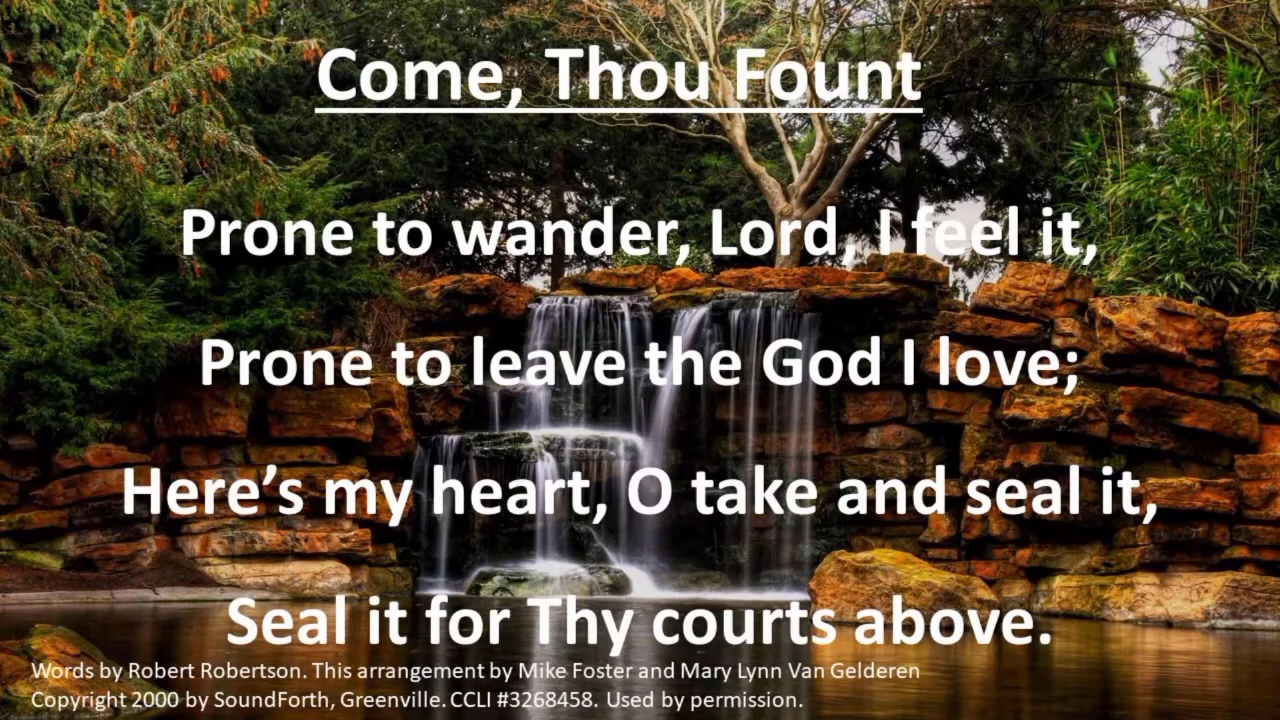 Come, Thou Fount
Prone to wander, Lord, I feel it,
Prone to leave the God I love;
Here’s my heart, O take and seal it,
Seal it for Thy courts above.
Words by Robert Robertson. This arrangement by Mike Foster and Mary Lynn Van Gelderen
Copyright 2000 by SoundForth, Greenville. CCLI #3268458. Used by permission.